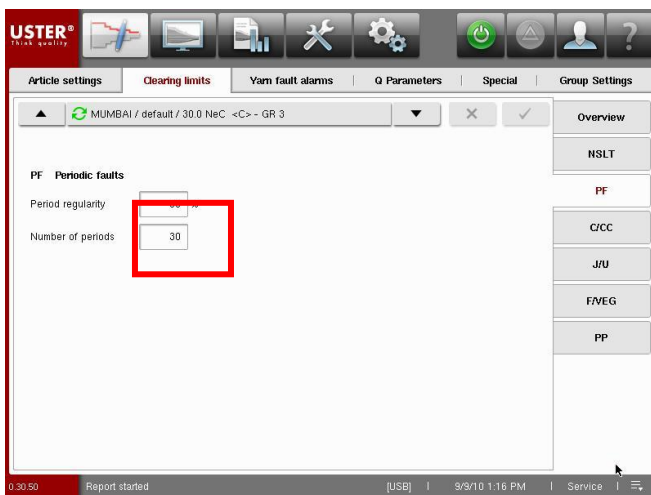 USTER®
Think quality
?
Article settings
Clearing limits
Yarn fault alarms
Q Parameters
Special
Group Settings
MUMBAI / default / 30.0 NeC <C> - GR 3
Overview
NSLT
PF Periodic faults
PF
Period regularity %
C/CC
Number of periods 30
J/U
F/VEG
PP
0.30.50 Report started [USB] 9/9/10 1:16 PM Service